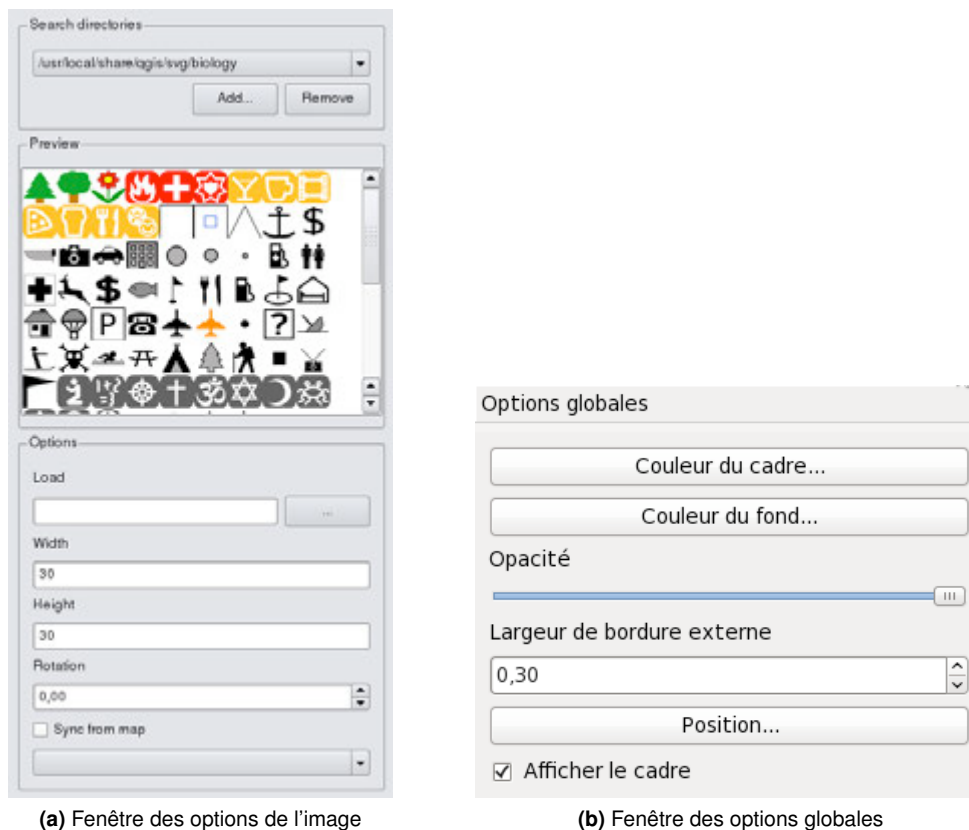 Search directories
/usr/local/share/qgis/svg/biology
Add...
Remove
Preview
P
?
Options
Load
...
Width
30
Height
30
Rotation
0,00
Sync from map
(a) Fenêtre des options de l'image
Options globales
Couleur du cadre...
Couleur du fond...
Opacité
Largeur de bordure externe
0,30
Position...
Afficher le cadre
(b) Fenêtre des options globales